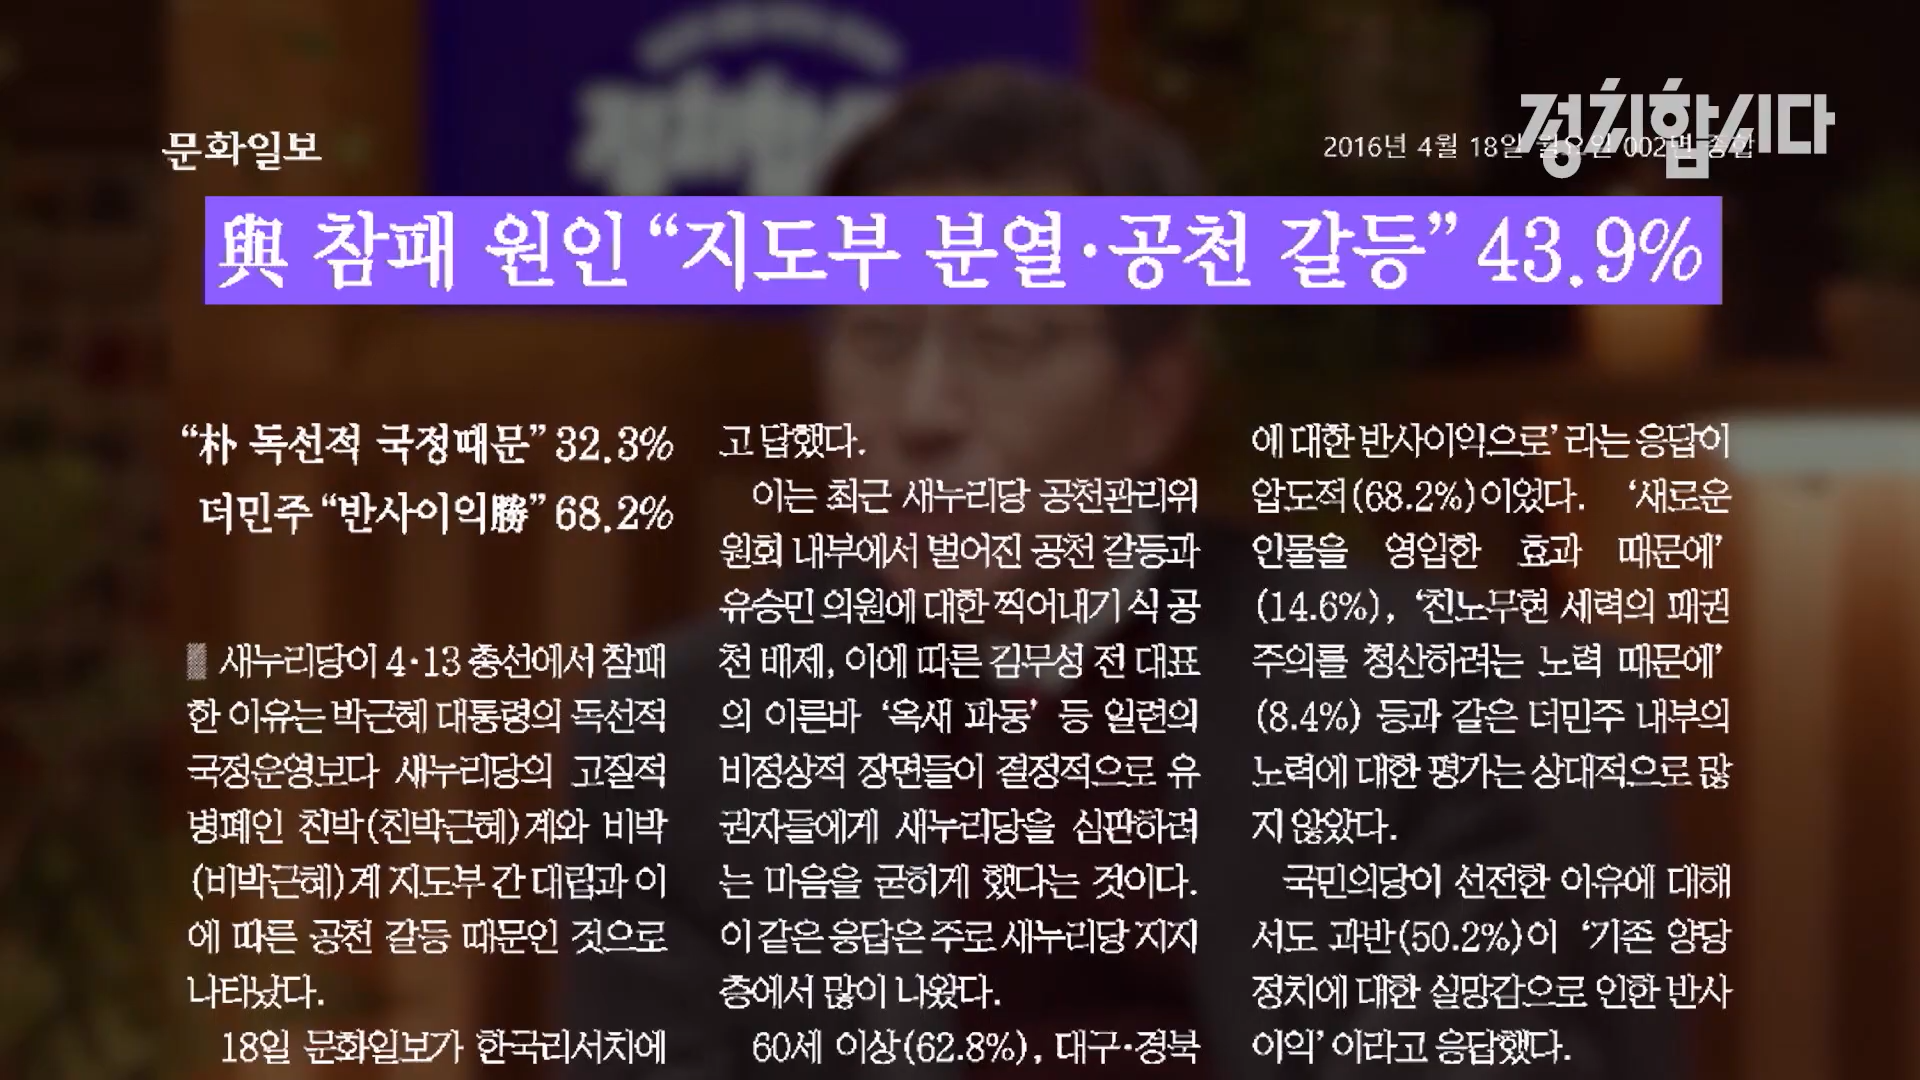 정치합시다
문화일보
2016년 4월 18일 월요일 002면 종합
與 참패 원인 “지도부 분열·공천 갈등” 43.9%
“朴 독선적 국정때문” 32.3%
더민주 “반사이익勝” 68.2%
▒ 새누리당이 4·13 총선에서 참패
한 이유는 박근혜 대통령의 독선적
국정운영보다 새누리당의 고질적
병폐인 친박(친박근혜)계와 비박
(비박근혜)계 지도부 간 대립과 이
에 따른 공천 갈등 때문인 것으로
나타났다.
18일 문화일보가 한국리서치에
고 답했다.
이는 최근 새누리당 공천관리위
원회 내부에서 벌어진 공천 갈등과
유승민 의원에 대한 찍어내기 식 공
천 배제, 이에 따른 김무성 전 대표
의 이른바 ‘옥새 파동’ 등 일련의
비정상적 장면들이 결정적으로 유
권자들에게 새누리당을 심판하려
는 마음을 굳히게 했다는 것이다.
이 같은 응답은 주로 새누리당 지지
층에서 많이 나왔다.
60세 이상(62.8%), 대구·경북
에 대한 반사이익으로’라는 응답이
압도적(68.2%)이었다. ‘새로운
인물을 영입한 효과 때문에’
(14.6%), ‘친노무현 세력의 패권
주의를 청산하려는 노력 때문에’
(8.4%) 등과 같은 더민주 내부의
노력에 대한 평가는 상대적으로 많
지 않았다.
국민의당이 선전한 이유에 대해
서도 과반(50.2%)이 ‘기존 양당
정치에 대한 실망감으로 인한 반사
이익’이라고 응답했다.